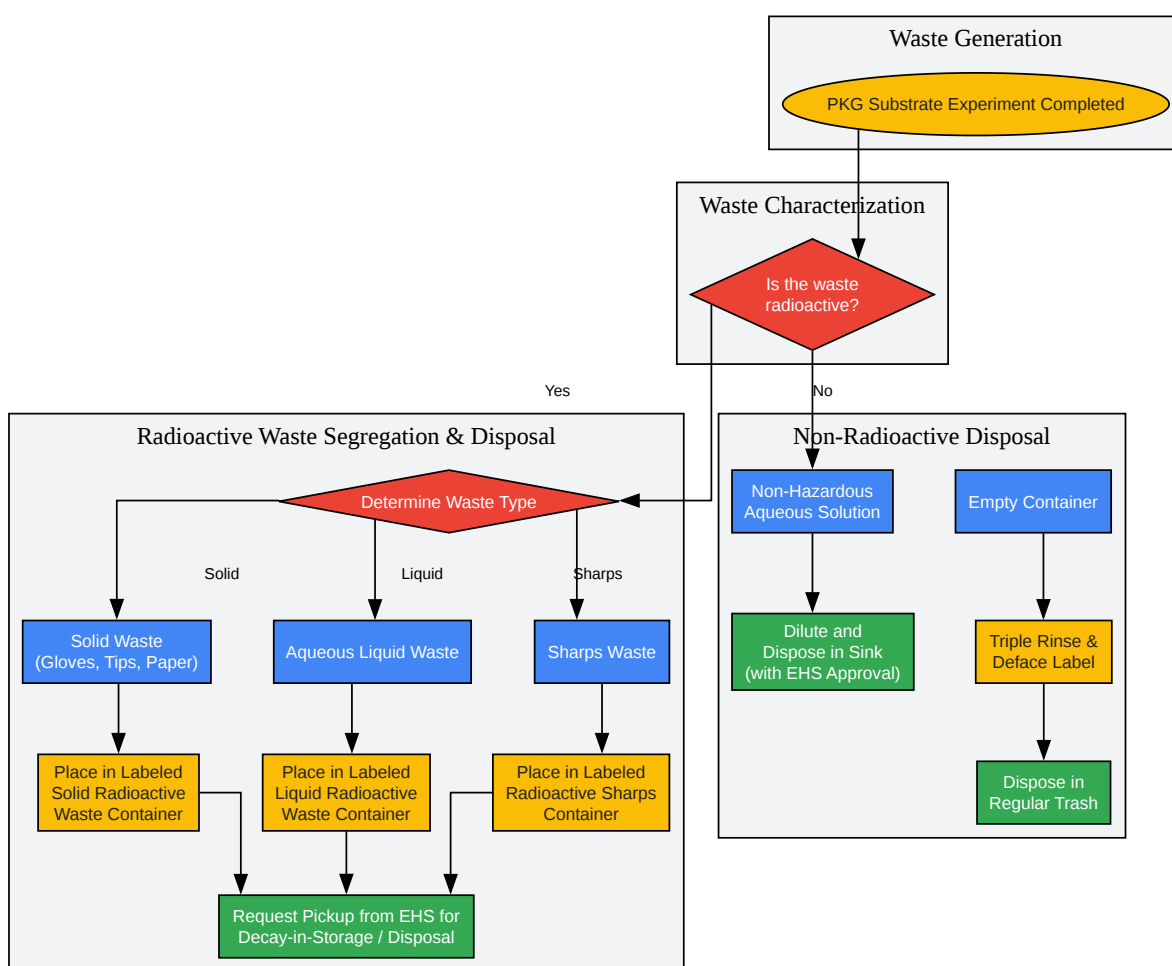 Waste Generation
PKG Substrate Experiment Completed
Waste Characterization
Is the waste
radioactive?
Yes
No
Radioactive Waste Segregation & Disposal
Determine Waste Type
Solid
Liquid
Sharps
Solid Waste
(Gloves, Tips, Paper)
Aqueous Liquid Waste
Sharps Waste
Place in Labeled
Solid Radioactive
Waste Container
Place in Labeled
Liquid Radioactive
Waste Container
Place in Labeled
Radioactive Sharps
Container
Request Pickup from EHS for
Decay-in-Storage / Disposal
Non-Radioactive Disposal
Non-Hazardous
Aqueous Solution
Empty Container
Dilute and
Dispose in Sink
(with EHS Approval)
Triple Rinse &
Deface Label
Dispose in
Regular Trash